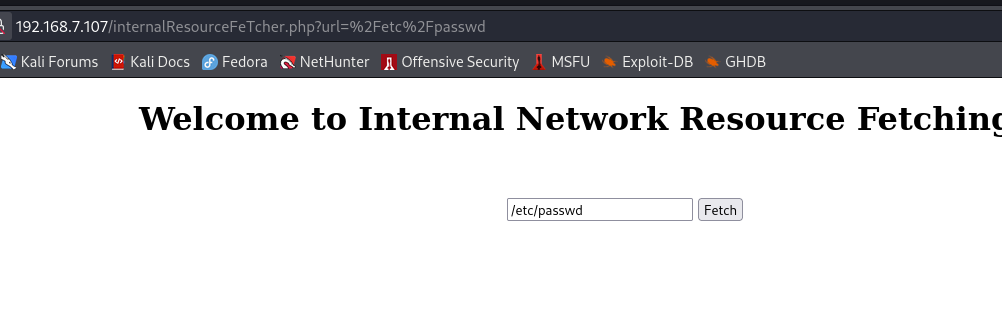 192.168.7.107/internalResourceFeTcher.php?url=%2Fetc%2Fpasswd
Kali Forums Kali Docs Fedora NetHunter Offensive Security MSFU Exploit-DB GHDB
Welcome to Internal Network Resource Fetching
/etc/passwd Fetch